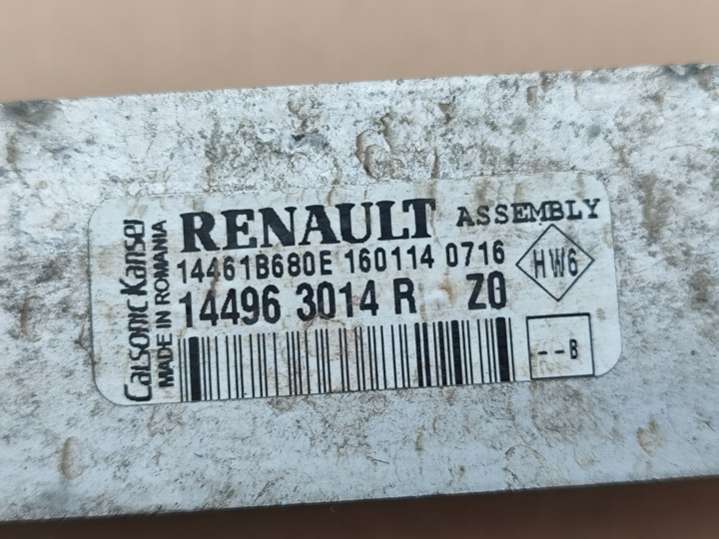 Calsonic Kansei
MADE IN ROMANIA
RENAULT ASSEMBLY
14461B680E 160114 0716
HW6
14496 3014 R Z0
--B